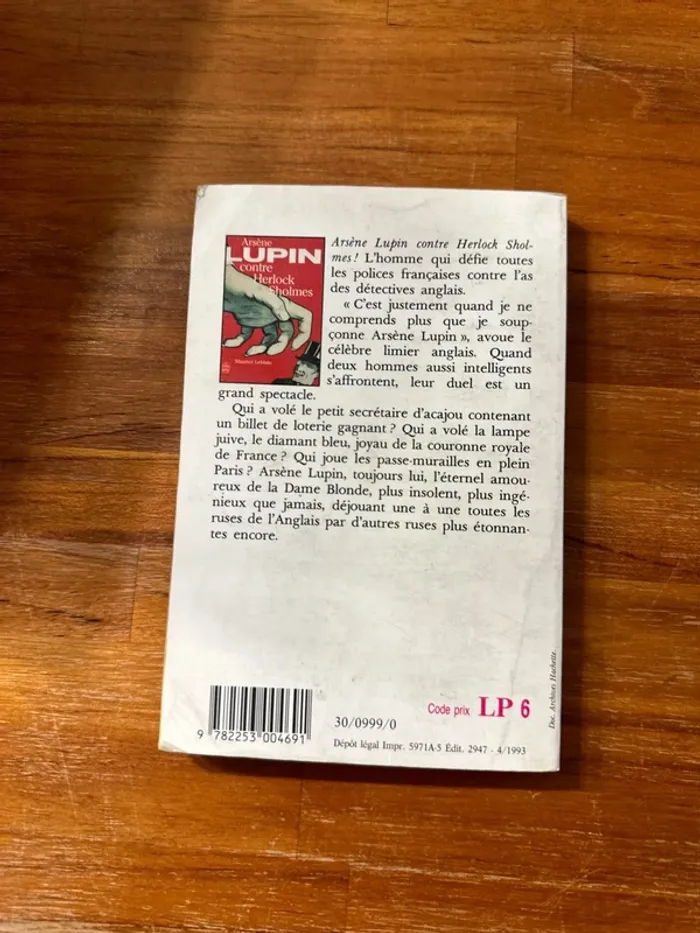 Arsène
LUPIN
contre
Herlock
Sholmes
Maurice Leblanc
Arsène Lupin contre Herlock Shol-
mes ! L'homme qui défie toutes
les polices françaises contre l'as
des détectives anglais.
« C'est justement quand je ne
comprends plus que je soup-
çonne Arsène Lupin », avoue le
célèbre limier anglais. Quand
deux hommes aussi intelligents
s'affrontent, leur duel est un
grand spectacle.
Qui a volé le petit secrétaire d'acajou contenant
un billet de loterie gagnant ? Qui a volé la lampe
juive, le diamant bleu, joyau de la couronne royale
de France ? Qui joue les passe-murailles en plein
Paris ? Arsène Lupin, toujours lui, l'éternel amou-
reux de la Dame Blonde, plus insolent, plus ingé-
nieux que jamais, déjouant une à une toutes les
ruses de l'Anglais par d'autres ruses plus étonnan-
tes encore.
9 782253 004691
30/0999/0
Code prix LP 6
Dépôt légal Impr. 5971A-5 Édit. 2947 - 4/1993
Doc. Archives Hachette.